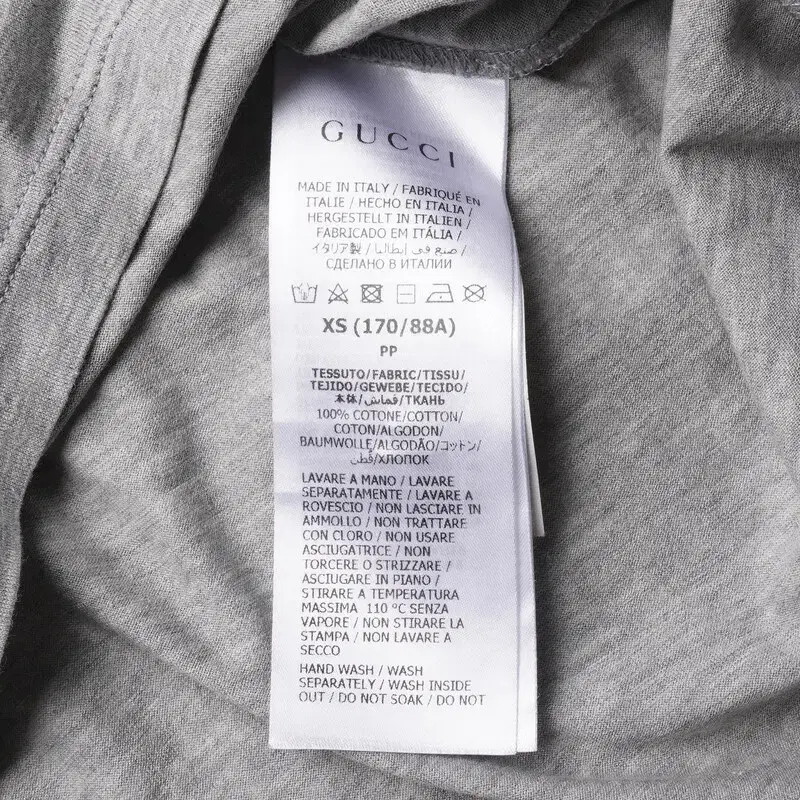 GUCCI
MADE IN ITALY / FABRIQUÉ EN
ITALIE / HECHO EN ITALIA /
HERGESTELLT IN ITALIEN /
FABRICADO EM ITÁLIA /
イタリア製 / صنع في إيطاليا /
СДЕЛАНО В ИТАЛИИ
XS (170/88A)
PP
TESSUTO/FABRIC/TISSU/
TEJIDO/GEWEBE/TECIDO/
本体/قماش/ТКАНЬ
100% COTONE/COTTON/
COTON/ALGODON/
BAUMWOLLE/ALGODÃO/コットン/
قطن/ХЛОПОК
LAVARE A MANO / LAVARE
SEPARATAMENTE / LAVARE A
ROVESCIO / NON LASCIARE IN
AMMOLLO / NON TRATTARE
CON CLORO / NON USARE
ASCIUGATRICE / NON
TORCERE O STRIZZARE /
ASCIUGARE IN PIANO /
STIRARE A TEMPERATURA
MASSIMA 110 °C SENZA
VAPORE / NON STIRARE LA
STAMPA / NON LAVARE A
SECCO
HAND WASH / WASH
SEPARATELY / WASH INSIDE
OUT / DO NOT SOAK / DO NOT